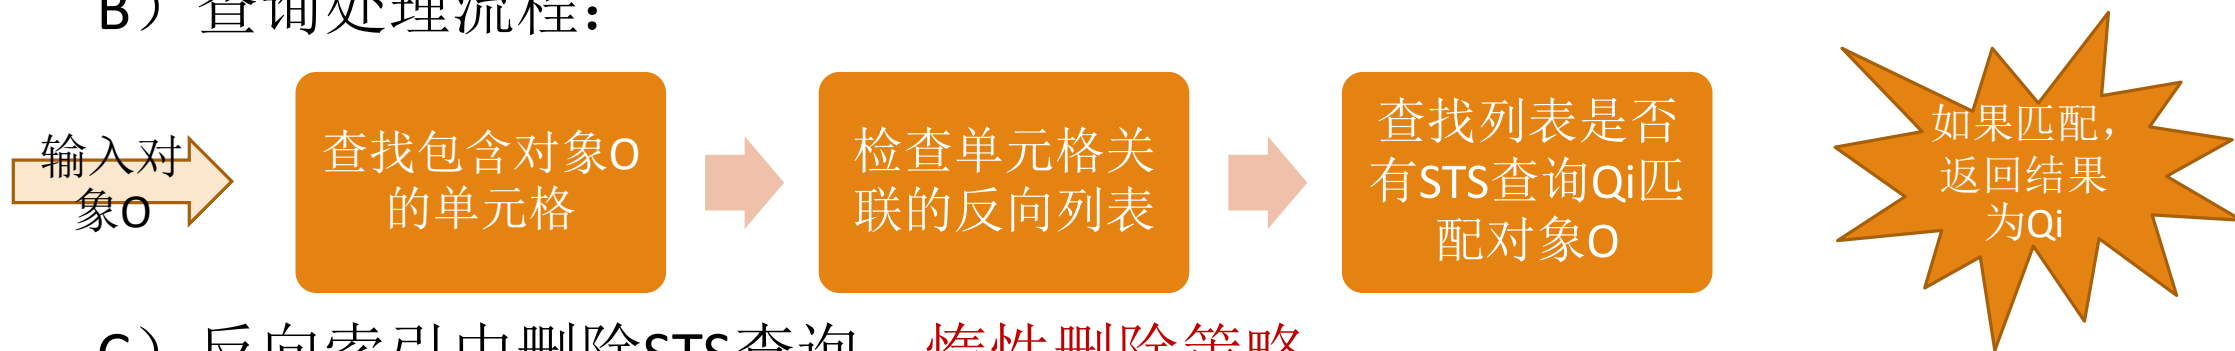 B）查询处理流程：
输入对
象O
查找包含对象O
的单元格
检查单元格关
联的反向列表
查找列表是否
有STS查询Qi匹
配对象O
如果匹配，
返回结果
为Qi
C）反向索引中删除STS查询 惰性删除策略